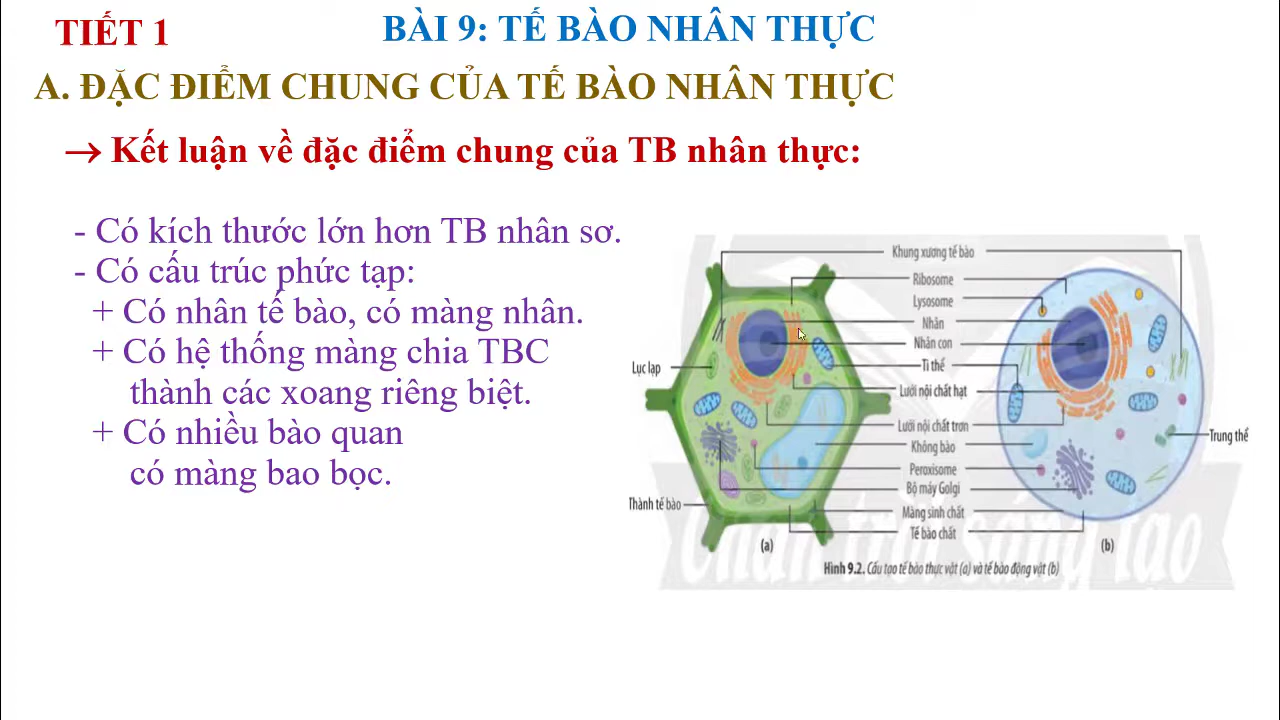 TIẾT 1
BÀI 9: TẾ BÀO NHÂN THỰC
A. ĐẶC ĐIỂM CHUNG CỦA TẾ BÀO NHÂN THỰC
→ Kết luận về đặc điểm chung của TB nhân thực:
- Có kích thước lớn hơn TB nhân sơ.
- Có cấu trúc phức tạp:
+ Có nhân tế bào, có màng nhân.
+ Có hệ thống màng chia TBC
thành các xoang riêng biệt.
+ Có nhiều bào quan
có màng bao bọc.
Khung xương tế bào
Ribosome
Lysosome
Nhân
Nhân con
Ti thể
Lục lạp
Lưới nội chất hạt
Lưới nội chất trơn
Trung thể
Không bào
Peroxisome
Bộ máy Golgi
Thành tế bào
Màng sinh chất
Tế bào chất
(a)
(b)
Chân trời sáng tạo
Hình 9.2. Cấu tạo tế bào thực vật (a) và tế bào động vật (b)